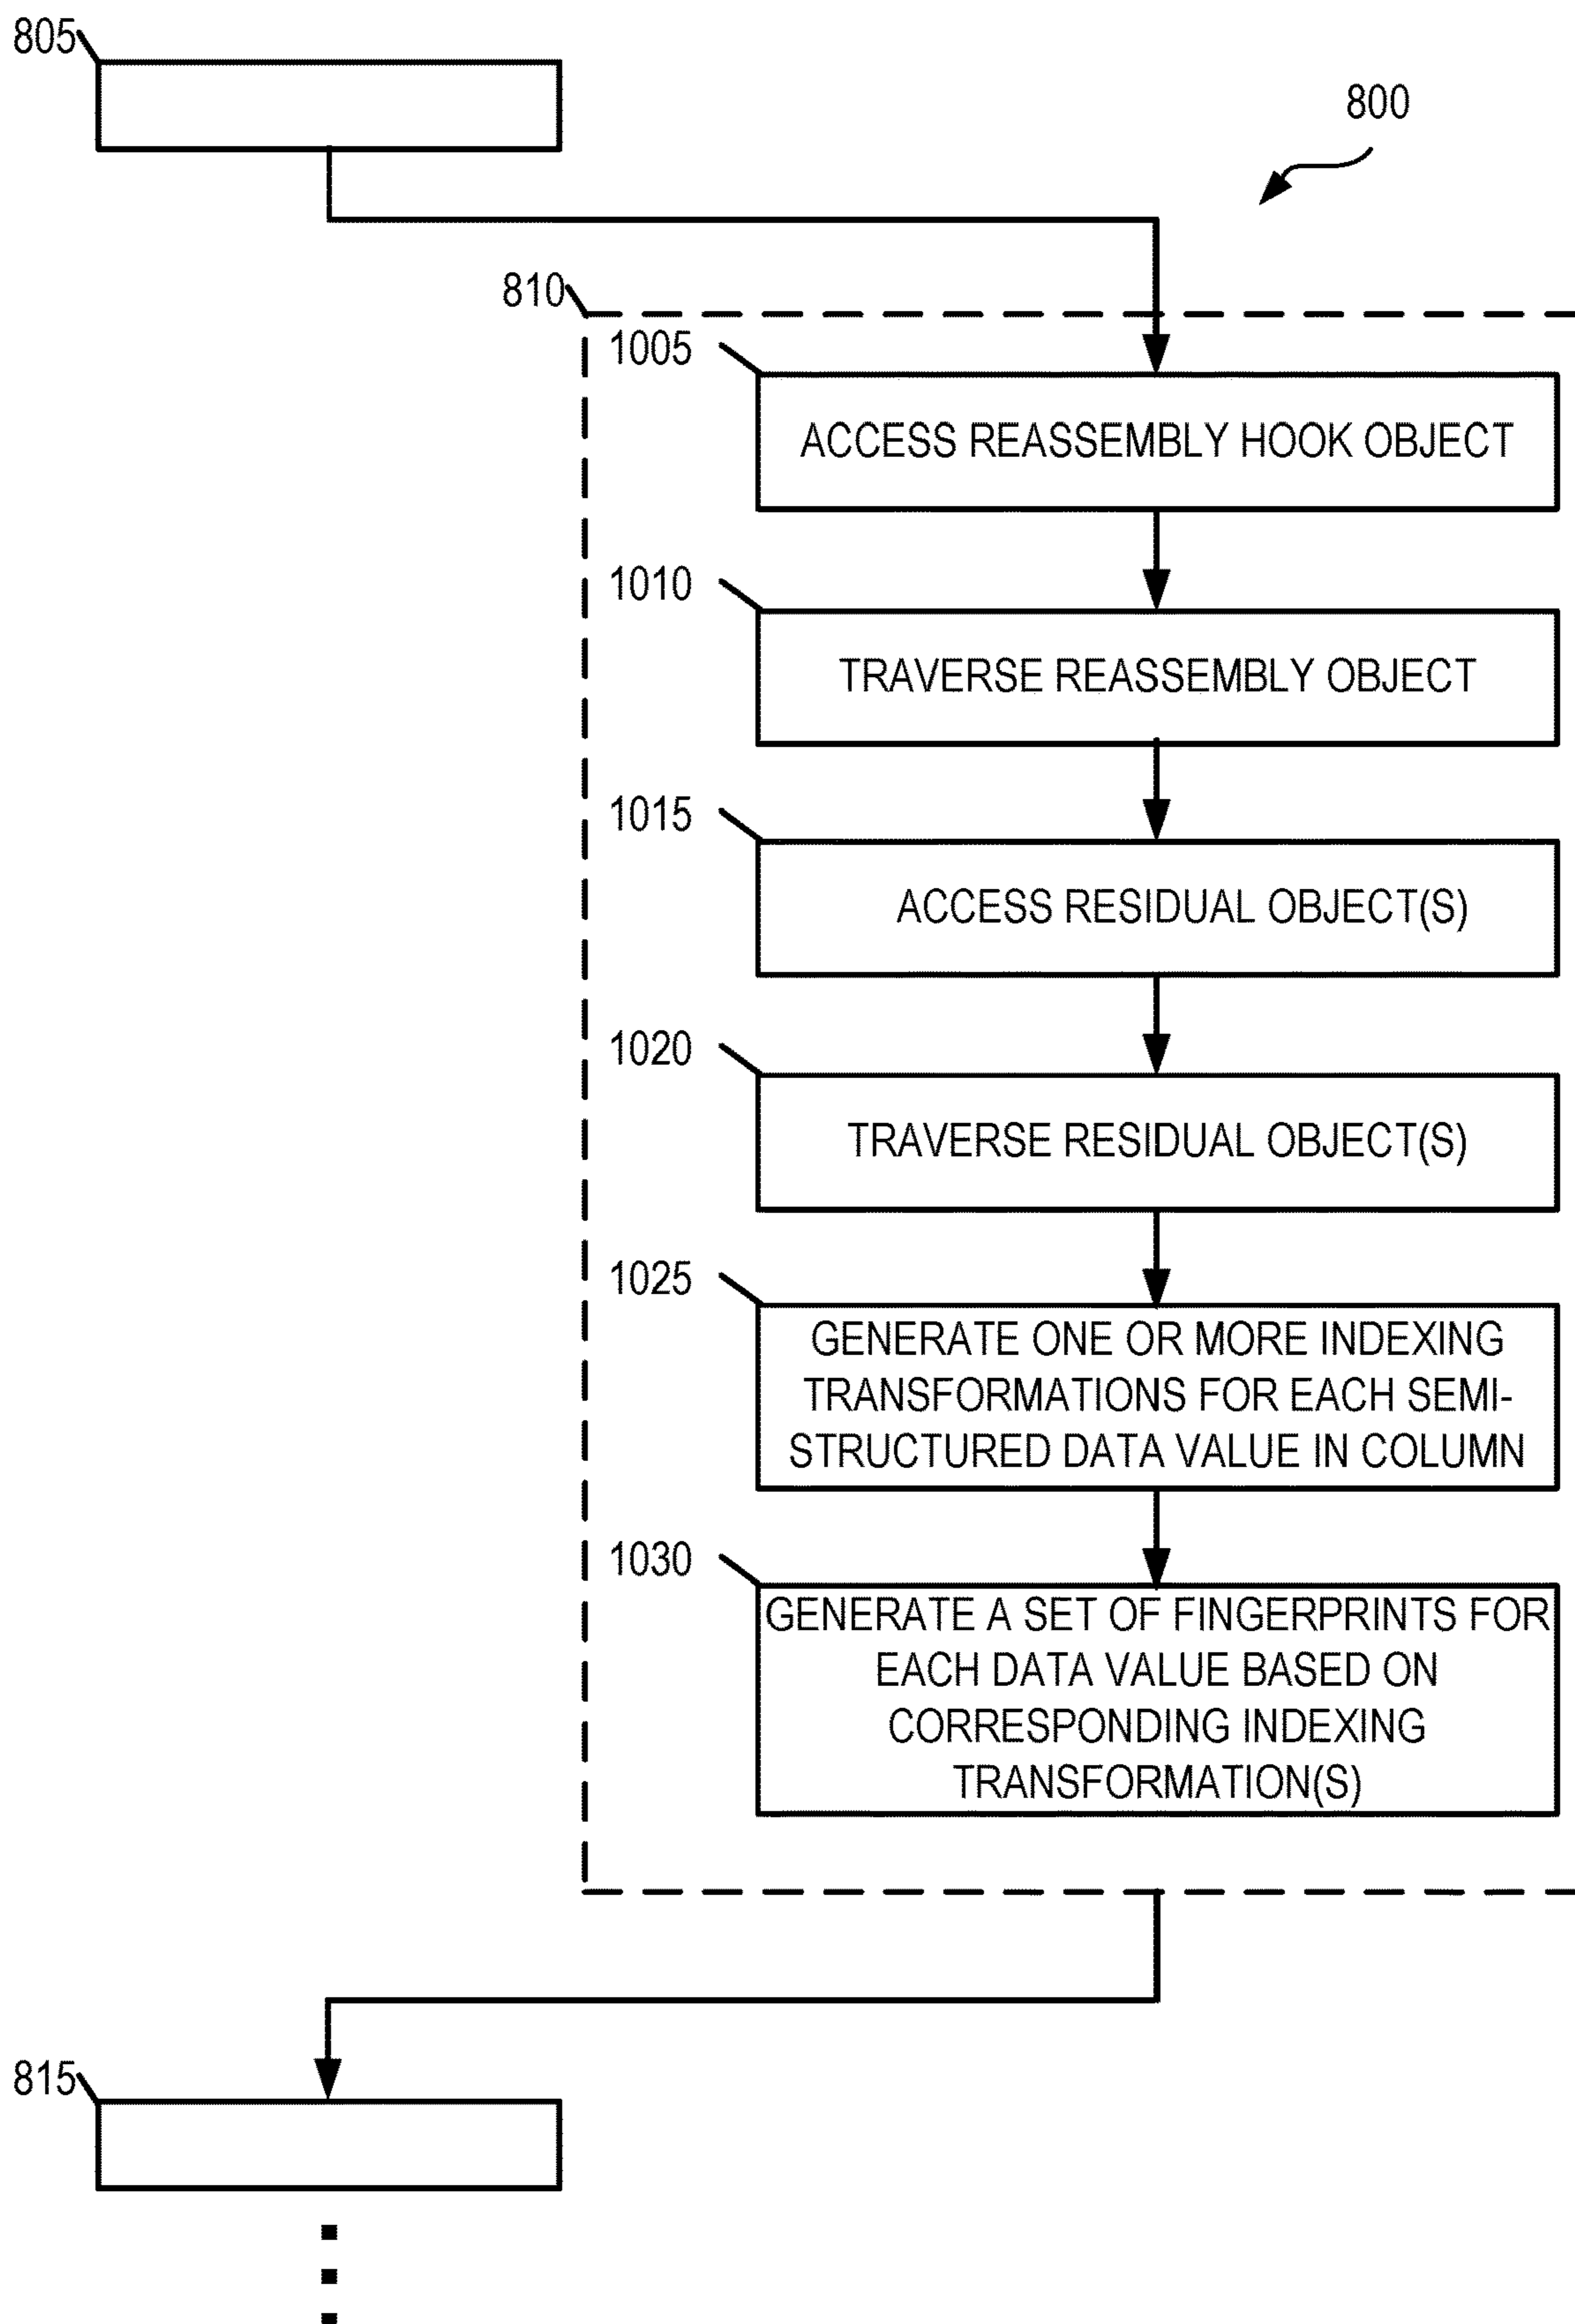 805
800
810
1005
ACCESS REASSEMBLY HOOK OBJECT
1010
TRAVERSE REASSEMBLY OBJECT
1015
ACCESS RESIDUAL OBJECT(S)
1020
TRAVERSE RESIDUAL OBJECT(S)
1025
GENERATE ONE OR MORE INDEXING
TRANSFORMATIONS FOR EACH SEMI-
STRUCTURED DATA VALUE IN COLUMN
1030
GENERATE A SET OF FINGERPRINTS FOR
EACH DATA VALUE BASED ON
CORRESPONDING INDEXING
TRANSFORMATION(S)
815